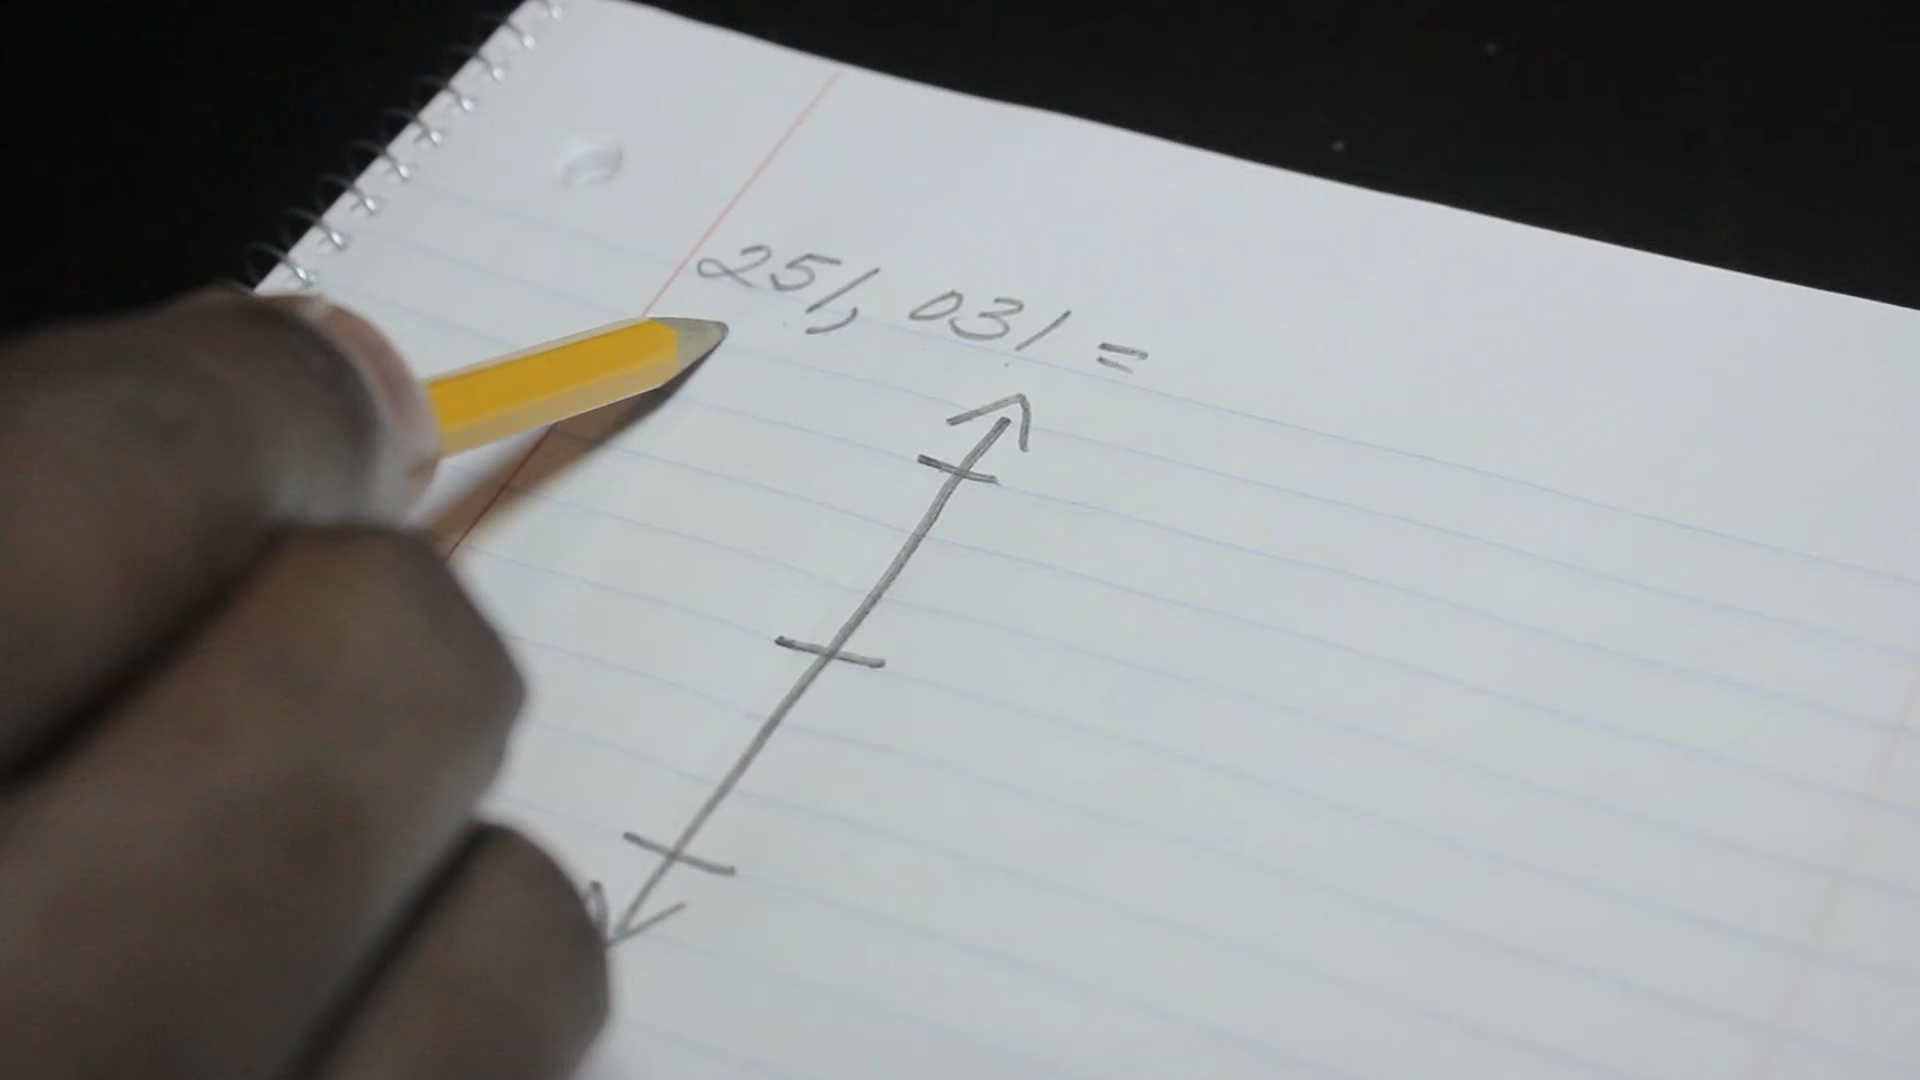 251, 031 =